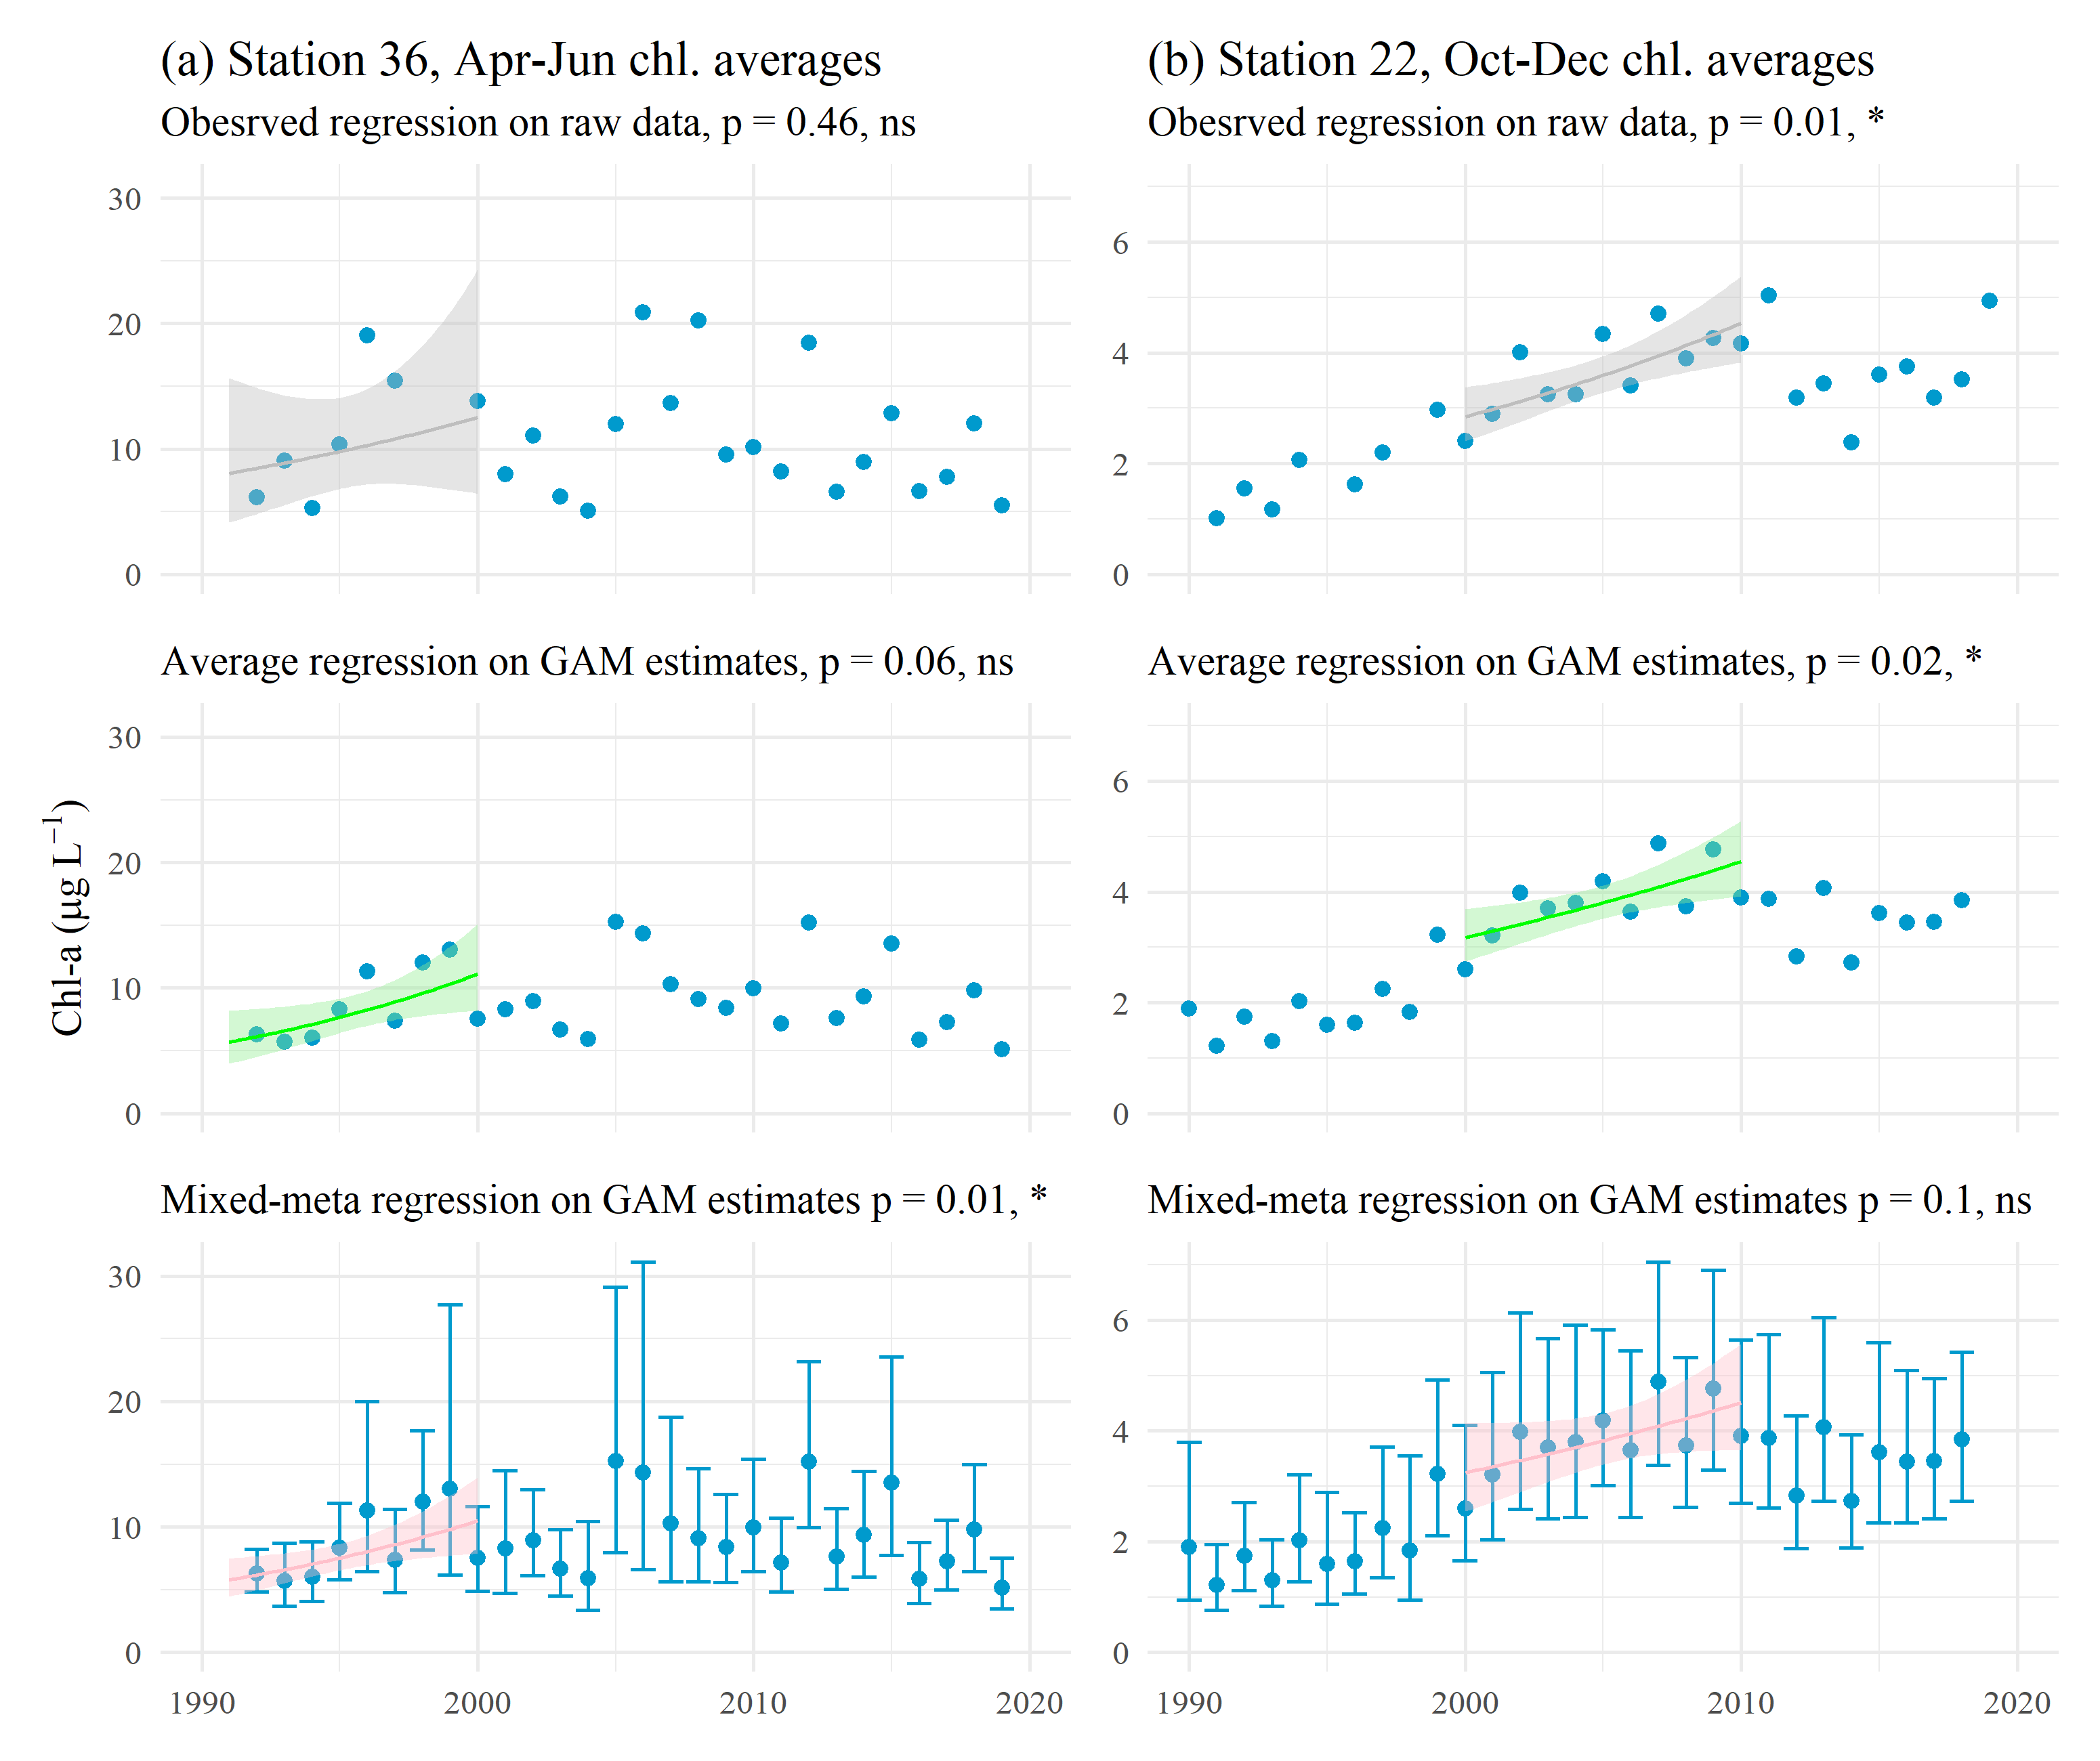 (a) Station 36, Apr-Jun chl. averages
Obesrved regression on raw data, p = 0.46, ns
30
20
10
0
Average regression on GAM estimates, p = 0.06, ns
30
20
10
0
Mixed-meta regression on GAM estimates p = 0.01, *
30
20
10
0
1990 2000 2010 2020
Chl-a (µg L⁻¹)
(b) Station 22, Oct-Dec chl. averages
Obesrved regression on raw data, p = 0.01, *
6
4
2
0
Average regression on GAM estimates, p = 0.02, *
6
4
2
0
Mixed-meta regression on GAM estimates p = 0.1, ns
6
4
2
0
1990 2000 2010 2020